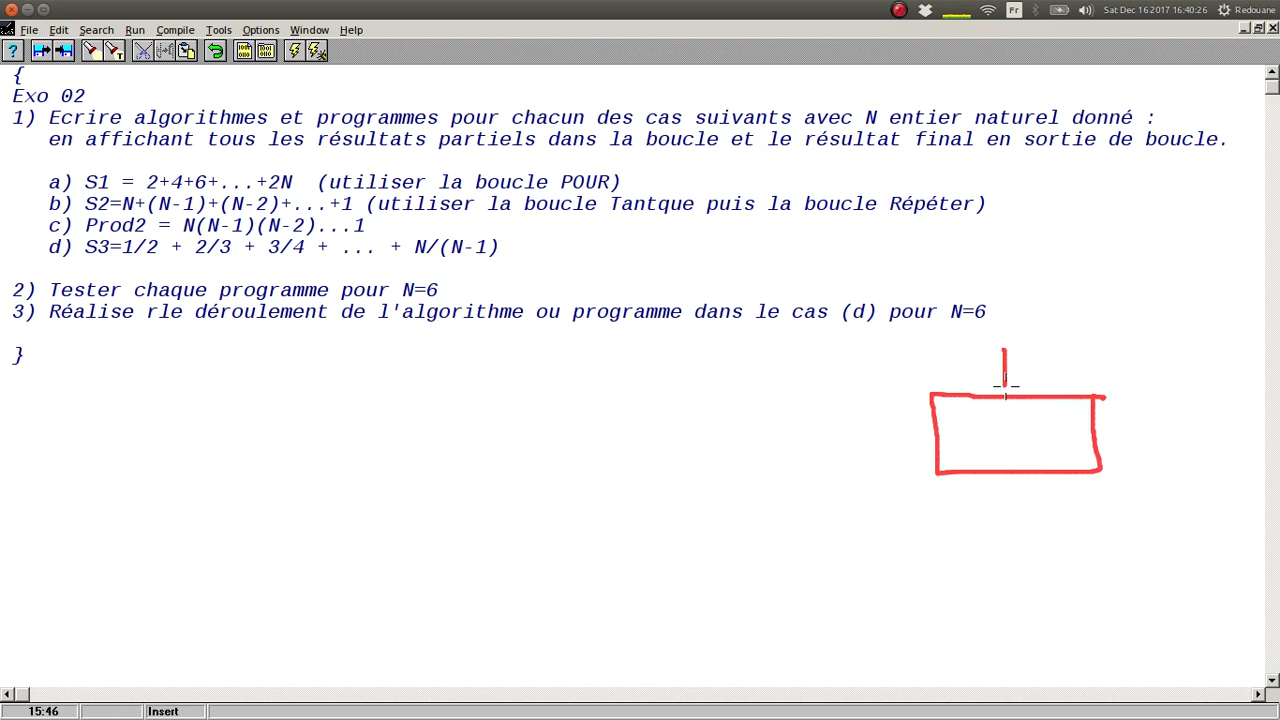 Fr Sat Dec 16 2017 16:40:26 Redouane
File Edit Search Run Compile Tools Options Window Help
{
Exo 02
1) Ecrire algorithmes et programmes pour chacun des cas suivants avec N entier naturel donné :
en affichant tous les résultats partiels dans la boucle et le résultat final en sortie de boucle.
a) S1 = 2+4+6+...+2N (utiliser la boucle POUR)
b) S2=N+(N-1)+(N-2)+...+1 (utiliser la boucle Tantque puis la boucle Répéter)
c) Prod2 = N(N-1)(N-2)...1
d) S3=1/2 + 2/3 + 3/4 + ... + N/(N-1)
2) Tester chaque programme pour N=6
3) Réalise rle déroulement de l'algorithme ou programme dans le cas (d) pour N=6
}
15:46 Insert